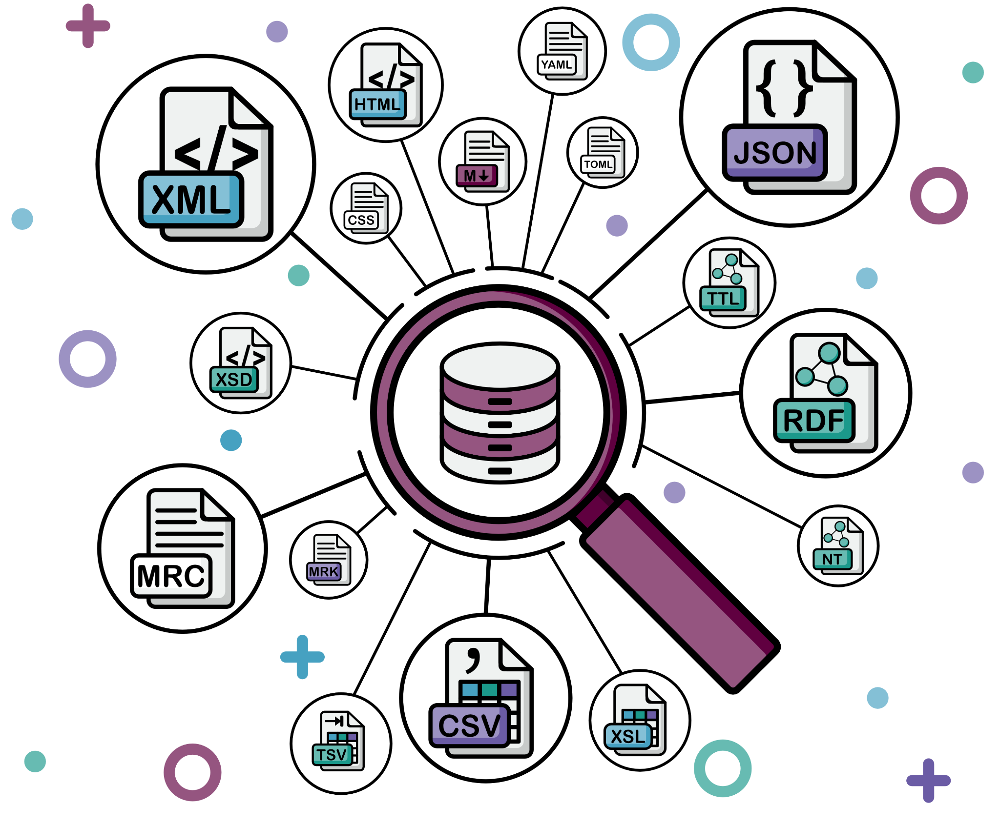 YAML
HTML
JSON
TOML
M↓
XML
CSS
TTL
XSD
RDF
MRC
MRK
NT
CSV
XSL
TSV